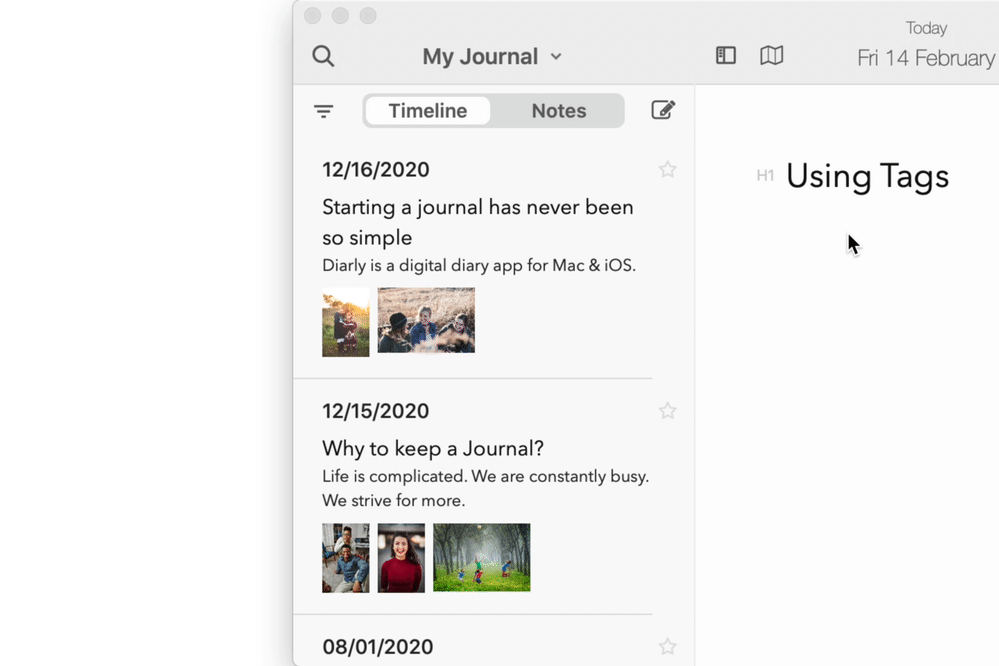 Today
My Journal
Fri 14 February
Timeline Notes
12/16/2020
H1 Using Tags
Starting a journal has never been
so simple
Diarly is a digital diary app for Mac & iOS.
12/15/2020
Why to keep a Journal?
Life is complicated. We are constantly busy.
We strive for more.
08/01/2020